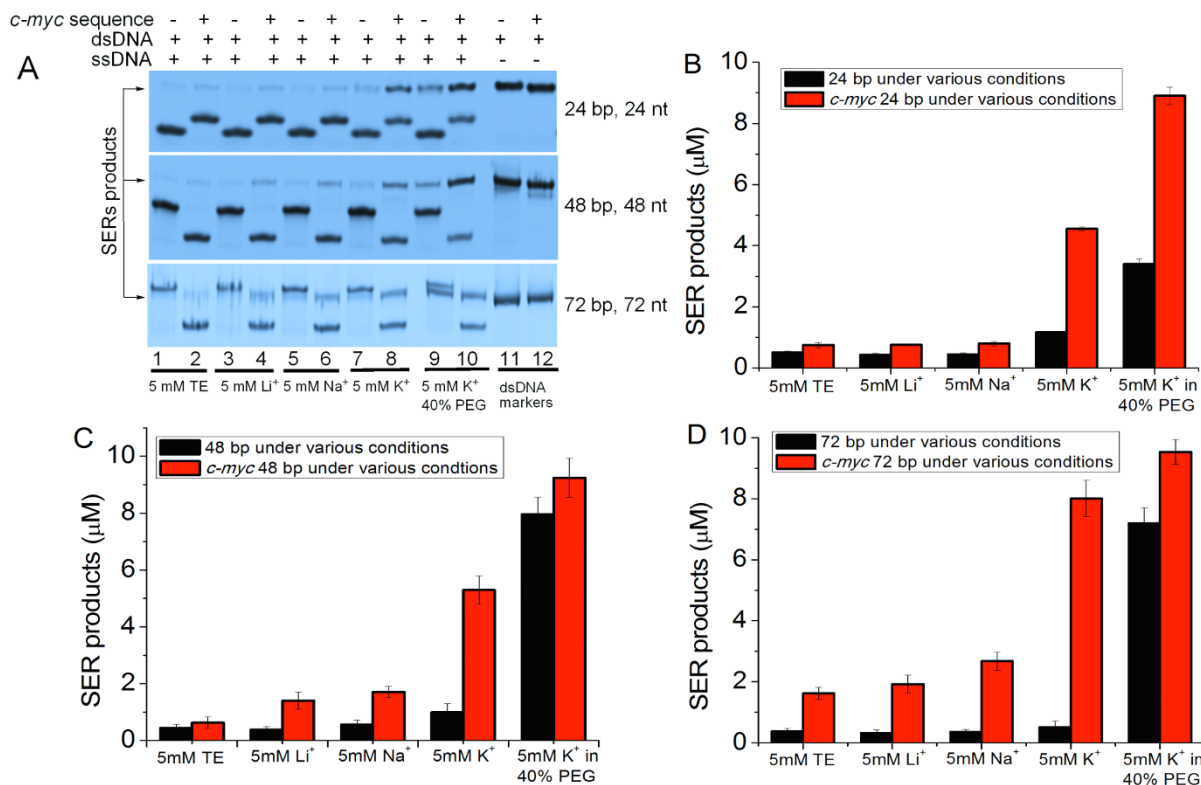 c-myc sequence - + - + - + - + - + - +
dsDNA + + + + + + + + + + + +
ssDNA + + + + + + + + + + - -
A
SERs products
24 bp, 24 nt
48 bp, 48 nt
72 bp, 72 nt
1 2 3 4 5 6 7 8 9 10 11 12
5 mM TE 5 mM Li⁺ 5 mM Na⁺ 5 mM K⁺ 5 mM K⁺ 40% PEG dsDNA markers
B
24 bp under various conditions
c-myc 24 bp under various conditions
SER products (μM)
10
8
6
4
2
0
5mM TE 5mM Li⁺ 5mM Na⁺ 5mM K⁺ 5mM K⁺ in
40% PEG
C
48 bp under various conditions
c-myc 48 bp under various conditions
SER products (μM)
10
8
6
4
2
0
5mM TE 5mM Li⁺ 5mM Na⁺ 5mM K⁺ 5mM K⁺ in
40% PEG
D
72 bp under various conditions
c-myc 72 bp under various conditions
SER products (μM)
10
8
6
4
2
0
5mM TE 5mM Li⁺ 5mM Na⁺ 5mM K⁺ 5mM K⁺ in
40% PEG